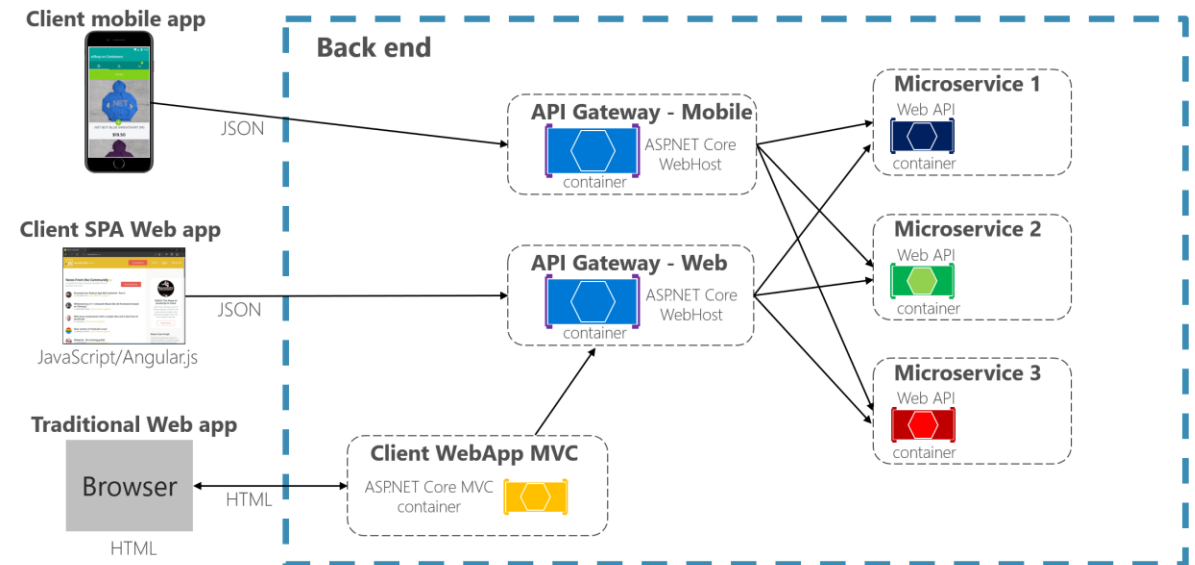 Client mobile app
JSON
Client SPA Web app
JSON
JavaScript/Angular.js
Traditional Web app
Browser
HTML
HTML
Back end
API Gateway - Mobile
ASP.NET Core
WebHost
container
API Gateway - Web
ASP.NET Core
WebHost
container
Client WebApp MVC
ASP.NET Core MVC
container
Microservice 1
Web API
container
Microservice 2
Web API
container
Microservice 3
Web API
container